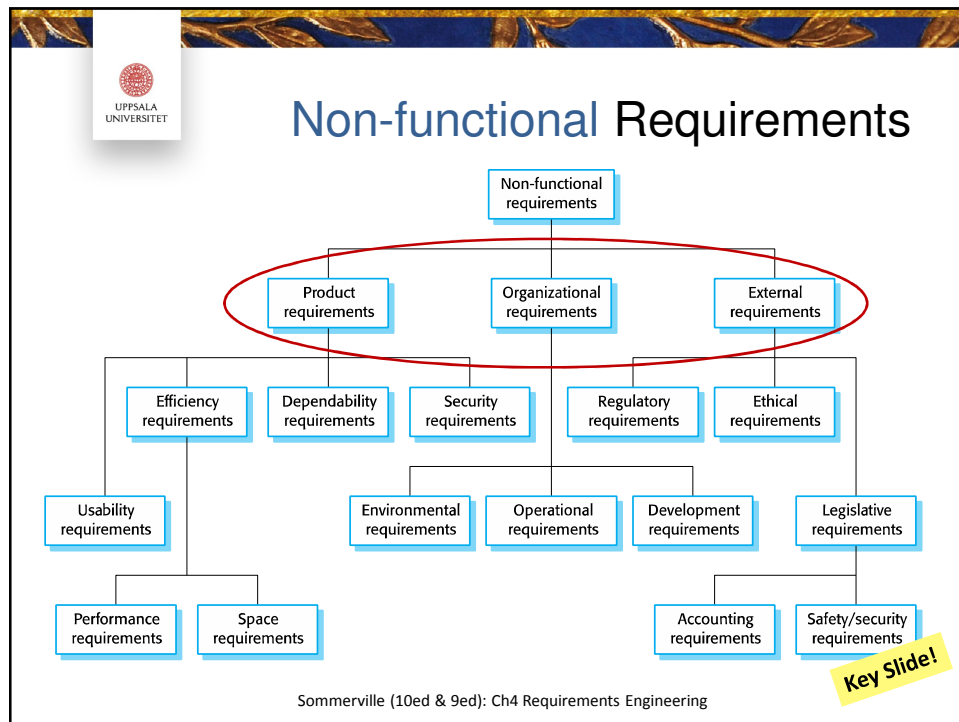 UPPSALA
UNIVERSITET
Non-functional Requirements
Non-functional
requirements
Product
requirements
Organizational
requirements
External
requirements
Efficiency
requirements
Dependability
requirements
Security
requirements
Regulatory
requirements
Ethical
requirements
Usability
requirements
Environmental
requirements
Operational
requirements
Development
requirements
Legislative
requirements
Performance
requirements
Space
requirements
Accounting
requirements
Safety/security
requirements
Key Slide!
Sommerville (10ed & 9ed): Ch4 Requirements Engineering